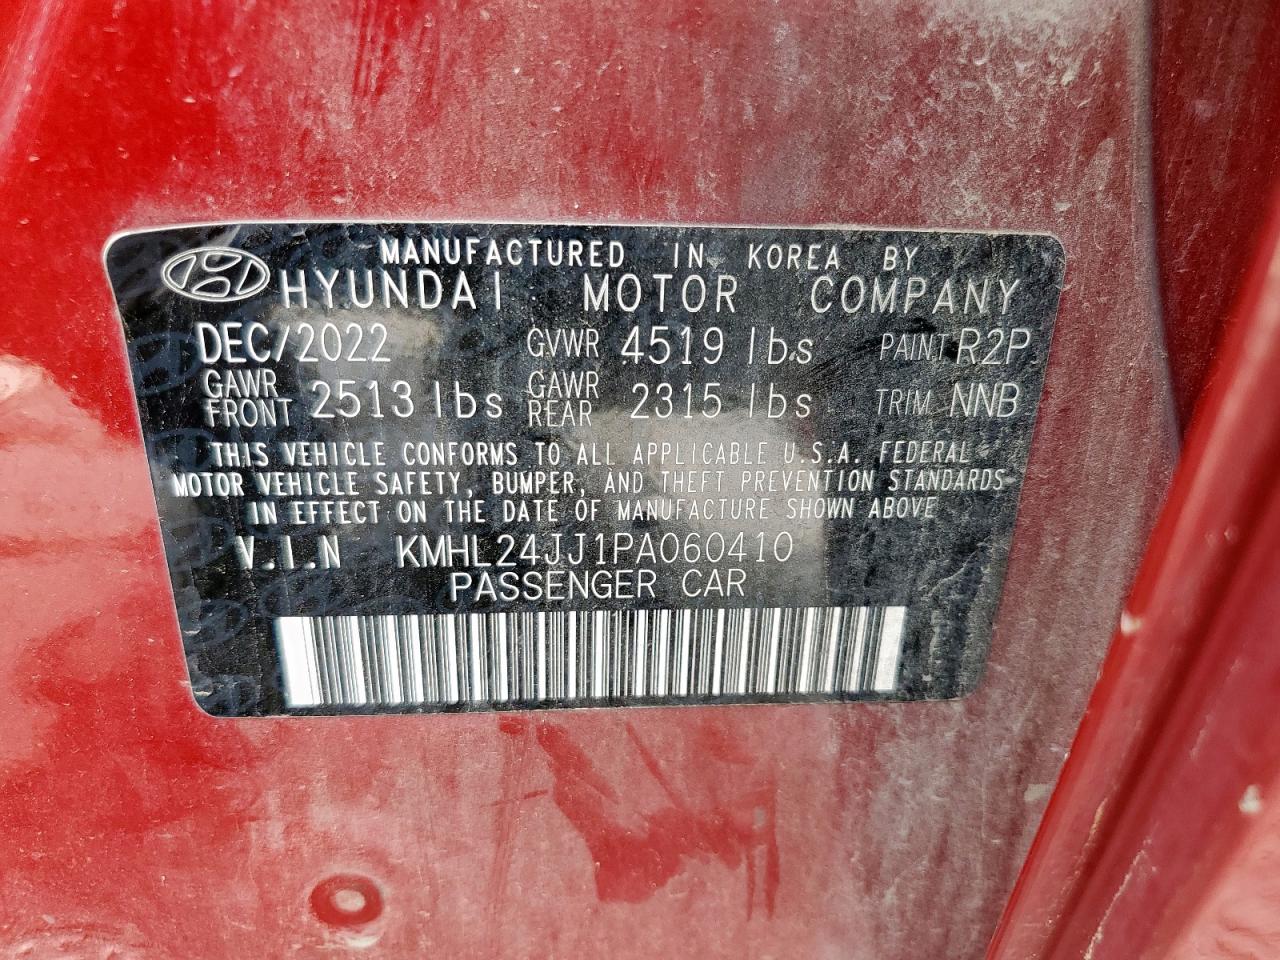 MANUFACTURED IN KOREA BY
HYUNDAI MOTOR COMPANY
DEC/2022 GVWR 4519 lbs PAINT R2P
GAWR FRONT 2513 lbs GAWR REAR 2315 lbs TRIM NNB
THIS VEHICLE CONFORMS TO ALL APPLICABLE U.S.A. FEDERAL
MOTOR VEHICLE SAFETY, BUMPER, AND THEFT PREVENTION STANDARDS
IN EFFECT ON THE DATE OF MANUFACTURE SHOWN ABOVE
V.I.N KMHL24JJ1PA060410
PASSENGER CAR